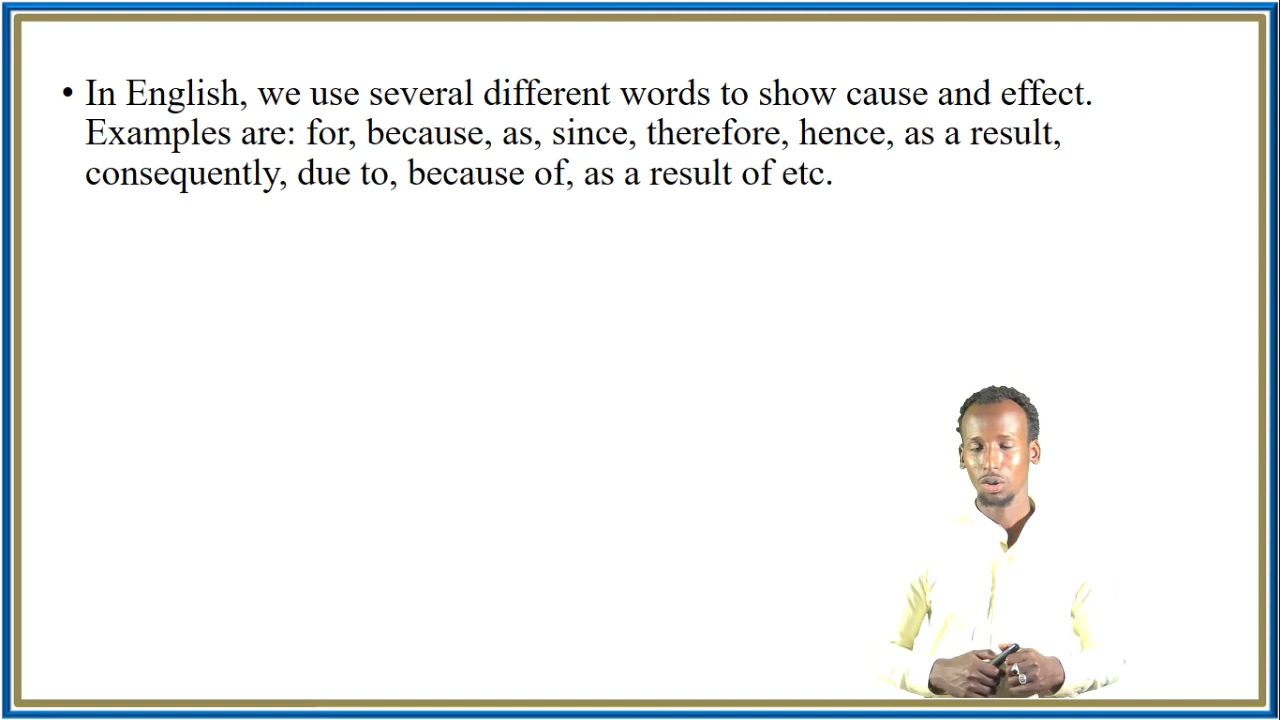 • In English, we use several different words to show cause and effect.
Examples are: for, because, as, since, therefore, hence, as a result,
consequently, due to, because of, as a result of etc.